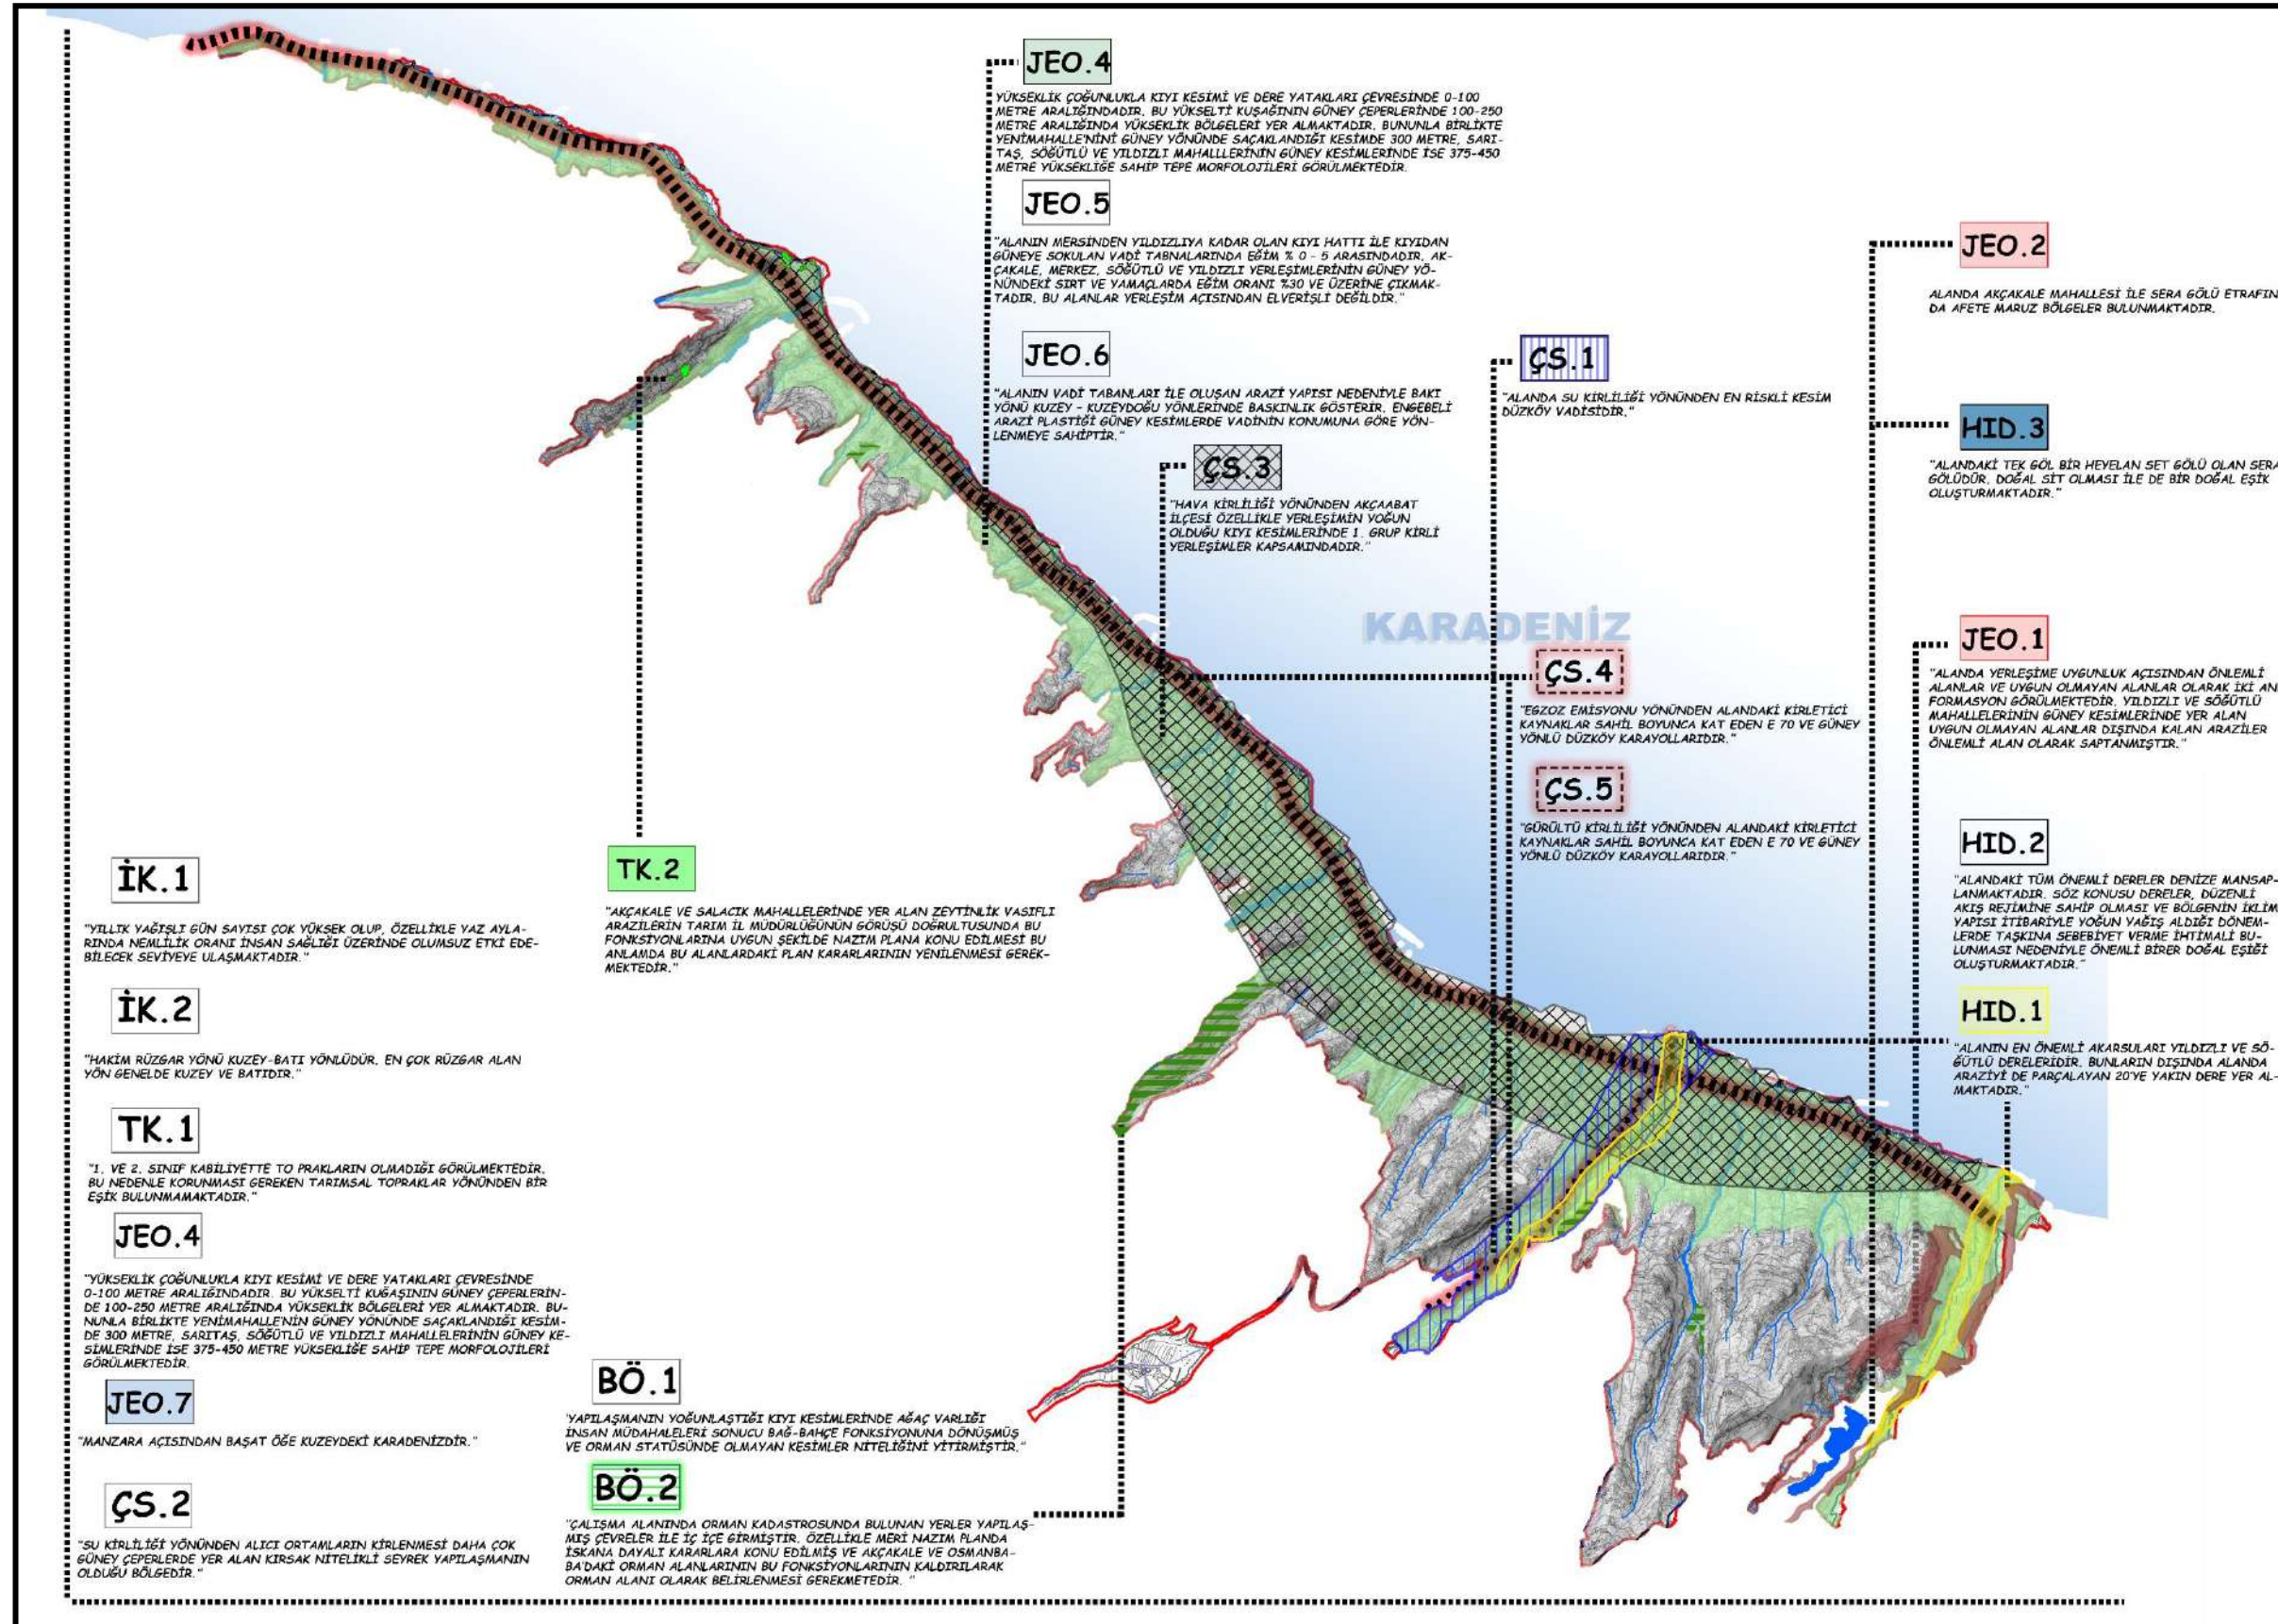 JEO.4
YÜKSEKLİK ÇOĞUNLUKLA KIYI KESİMİ VE DERE YATAKLARI ÇEVRESİNDE 0-100
METRE ARALIĞINDADIR. BU YÜKSELTİ KUŞAĞININ GÜNEY ÇEPERLERİNDE 100-250
METRE ARALIĞINDA YÜKSEKLİK BÖLGELERİ YER ALMAKTADIR. BUNUNLA BİRLİKTE
YENİMAHALLE'NİNİ GÜNEY YÖNÜNDE SAÇAKLANDIĞI KESİMDE 300 METRE, SARI-
TAŞ, SÖĞÜTLÜ VE YILDIZLI MAHALLLERİNİN GÜNEY KESİMLERİNDE İSE 375-450
METRE YÜKSEKLİĞE SAHİP TEPE MORFOLOJİLERİ GÖRÜLMEKTEDİR.
JEO.5
"ALANIN MERSİNDEN YILDIZLIYA KADAR OLAN KIYI HATTI İLE KIYIDAN
GÜNEYE SOKULAN VADİ TABNALARINDA EĞİM % 0 - 5 ARASINDADIR. AK-
ÇAKALE, MERKEZ, SÖĞÜTLÜ VE YILDIZLI YERLEŞİMLERİNİN GÜNEY YÖ-
NÜNDEKİ SIRT VE YAMAÇLARDA EĞİM ORANI %30 VE ÜZERİNE ÇIKMAK-
TADIR. BU ALANLAR YERLEŞİM AÇISINDAN ELVERİŞLİ DEĞİLDİR."
JEO.6
"ALANIN VADİ TABANLARI İLE OLUŞAN ARAZİ YAPISI NEDENİYLE BAKI
YÖNÜ KUZEY - KUZEYDOĞU YÖNLERİNDE BASKINLIK GÖSTERİR. ENGEBELİ
ARAZİ PLASTİĞİ GÜNEY KESİMLERDE VADİNİN KONUMUNA GÖRE YÖN-
LENMEYE SAHİPTİR."
ÇS.3
"HAVA KİRLİLİĞİ YÖNÜNDEN AKÇAABAT
İLÇESİ ÖZELLİKLE YERLEŞİMİN YOĞUN
OLDUĞU KIYI KESİMLERİNDE 1. GRUP KİRLİ
YERLEŞİMLER KAPSAMINDADIR."
ÇS.1
"ALANDA SU KİRLİLİĞİ YÖNÜNDEN EN RİSKLİ KESİM
DÜZKÖY VADİSİDİR."
KARADENİZ
ÇS.4
"EGZOZ EMİSYONU YÖNÜNDEN ALANDAKİ KİRLETİCİ
KAYNAKLAR SAHİL BOYUNCA KAT EDEN E 70 VE GÜNEY
YÖNLÜ DÜZKÖY KARAYOLLARIDIR."
ÇS.5
"GÜRÜLTÜ KİRLİLİĞİ YÖNÜNDEN ALANDAKİ KİRLETİCİ
KAYNAKLAR SAHİL BOYUNCA KAT EDEN E 70 VE GÜNEY
YÖNLÜ DÜZKÖY KARAYOLLARIDIR."
JEO.2
ALANDA AKÇAKALE MAHALLESİ İLE SERA GÖLÜ ETRAFIN
DA AFETE MARUZ BÖLGELER BULUNMAKTADIR.
HID.3
"ALANDAKİ TEK GÖL BİR HEYELAN SET GÖLÜ OLAN SERA
GÖLÜDÜR. DOĞAL SİT OLMASI İLE DE BİR DOĞAL EŞİK
OLUŞTURMAKTADIR."
JEO.1
"ALANDA YERLEŞİME UYGUNLUK AÇISINDAN ÖNLEMLİ
ALANLAR VE UYGUN OLMAYAN ALANLAR OLARAK İKİ AN
FORMASYON GÖRÜLMEKTEDİR. YILDIZLI VE SÖĞÜTLÜ
MAHALLELERİNİN GÜNEY KESİMLERİNDE YER ALAN
UYGUN OLMAYAN ALANLAR DIŞINDA KALAN ARAZİLER
ÖNLEMLİ ALAN OLARAK SAPTANMIŞTIR."
HID.2
"ALANDAKİ TÜM ÖNEMLİ DERELER DENİZE MANSAP-
LANMAKTADIR. SÖZ KONUSU DERELER, DÜZENLİ
AKIŞ REJİMİNE SAHİP OLMASI VE BÖLGENİN İKLİM
YAPISI İTİBARİYLE YOĞUN YAĞIŞ ALDIĞI DÖNEM-
LERDE TAŞKINA SEBEBİYET VERME İHTİMALİ BU-
LUNMASI NEDENİYLE ÖNEMLİ BİRER DOĞAL EŞİĞİ
OLUŞTURMAKTADIR."
HID.1
"ALANIN EN ÖNEMLİ AKARSULARI YILDIZLI VE SÖ-
ĞÜTLÜ DERELERİDİR. BUNLARIN DIŞINDA ALANDA
ARAZİYİ DE PARÇALAYAN 20'YE YAKIN DERE YER AL-
MAKTADIR."
İK.1
"YILLIK YAĞIŞLI GÜN SAYISI ÇOK YÜKSEK OLUP, ÖZELLİKLE YAZ AYLA-
RINDA NEMLİLİK ORANI İNSAN SAĞLIĞI ÜZERİNDE OLUMSUZ ETKİ EDE-
BİLECEK SEVİYEYE ULAŞMAKTADIR."
İK.2
"HAKİM RÜZGAR YÖNÜ KUZEY-BATI YÖNLÜDÜR. EN ÇOK RÜZGAR ALAN
YÖN GENELDE KUZEY VE BATIDIR."
TK.1
"1. VE 2. SINIF KABİLİYETTE TO PRAKLARIN OLMADIĞI GÖRÜLMEKTEDİR.
BU NEDENLE KORUNMASI GEREKEN TARIMSAL TOPRAKLAR YÖNÜNDEN BİR
EŞİK BULUNMAMAKTADIR."
JEO.4
"YÜKSEKLİK ÇOĞUNLUKLA KIYI KESİMİ VE DERE YATAKLARI ÇEVRESİNDE
0-100 METRE ARALIĞINDADIR. BU YÜKSELTİ KUĞAŞININ GÜNEY ÇEPERLERİN-
DE 100-250 METRE ARALIĞINDA YÜKSEKLİK BÖLGELERİ YER ALMAKTADIR. BU-
NUNLA BİRLİKTE YENİMAHALLE'NİN GÜNEY YÖNÜNDE SAÇAKLANDIĞI KESİM-
DE 300 METRE, SARITAŞ, SÖĞÜTLÜ VE YILDIZLI MAHALLELERİNİN GÜNEY KE-
SİMLERİNDE İSE 375-450 METRE YÜKSEKLİĞE SAHİP TEPE MORFOLOJİLERİ
GÖRÜLMEKTEDİR.
JEO.7
"MANZARA AÇISINDAN BAŞAT ÖĞE KUZEYDEKİ KARADENİZDİR."
ÇS.2
"SU KİRLİLİĞİ YÖNÜNDEN ALICI ORTAMLARIN KİRLENMESİ DAHA ÇOK
GÜNEY ÇEPERLERDE YER ALAN KIRSAK NİTELİKLİ SEYREK YAPILAŞMANIN
OLDUĞU BÖLGEDİR."
TK.2
"AKÇAKALE VE SALACIK MAHALLELERİNDE YER ALAN ZEYTİNLİK VASIFLI
ARAZİLERİN TARIM İL MÜDÜRLÜĞÜNÜN GÖRÜŞÜ DOĞRULTUSUNDA BU
FONKSİYONLARINA UYGUN ŞEKİLDE NAZIM PLANA KONU EDİLMESİ BU
ANLAMDA BU ALANLARDAKİ PLAN KARARLARININ YENİLENMESİ GEREK-
MEKTEDİR."
BÖ.1
"YAPILAŞMANIN YOĞUNLAŞTIĞI KIYI KESİMLERİNDE AĞAÇ VARLIĞI
İNSAN MÜDAHALELERİ SONUCU BAĞ-BAHÇE FONKSİYONUNA DÖNÜŞMÜŞ
VE ORMAN STATÜSÜNDE OLMAYAN KESİMLER NİTELİĞİNİ YİTİRMİŞTİR."
BÖ.2
"ÇALIŞMA ALANINDA ORMAN KADASTROSUNDA BULUNAN YERLER YAPILAŞ-
MIŞ ÇEVRELER İLE İÇ İÇE GİRMİŞTİR. ÖZELLİKLE MERİ NAZIM PLANDA
İSKANA DAYALI KARARLARA KONU EDİLMİŞ VE AKÇAKALE VE OSMANBA-
BA'DAKİ ORMAN ALANLARININ BU FONKSİYONLARININ KALDIRILARAK
ORMAN ALANI OLARAK BELİRLENMESİ GEREKMETEDİR. "